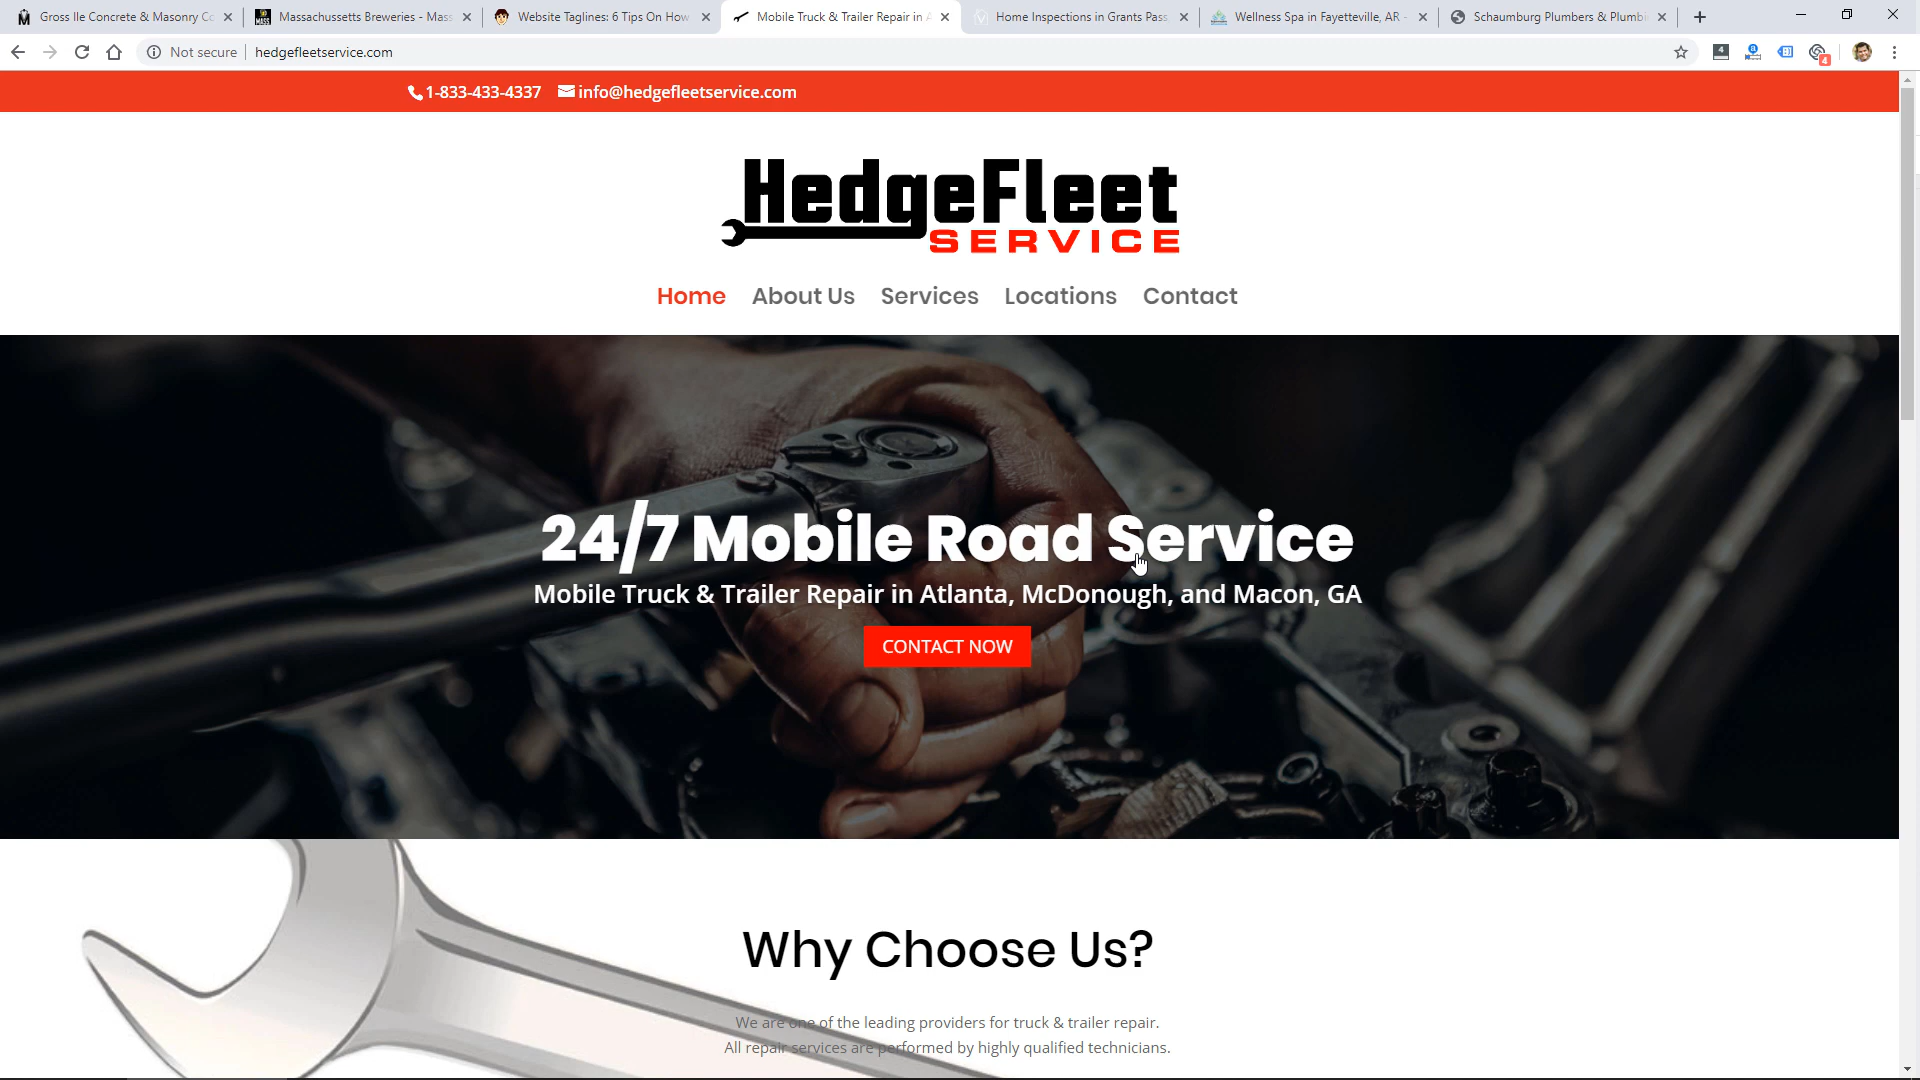 Gross Ile Concrete & Masonry Co
Massachussetts Breweries - Mass
Website Taglines: 6 Tips On How
Mobile Truck & Trailer Repair in A
Home Inspections in Grants Pass,
Wellness Spa in Fayetteville, AR -
Schaumburg Plumbers & Plumbi
Not secure
hedgefleetservice.com
1-833-433-4337
info@hedgefleetservice.com
HedgeFleet
SERVICE
Home
About Us
Services
Locations
Contact
24/7 Mobile Road Service
Mobile Truck & Trailer Repair in Atlanta, McDonough, and Macon, GA
CONTACT NOW
Why Choose Us?
We are one of the leading providers for truck & trailer repair.
All repair services are performed by highly qualified technicians.